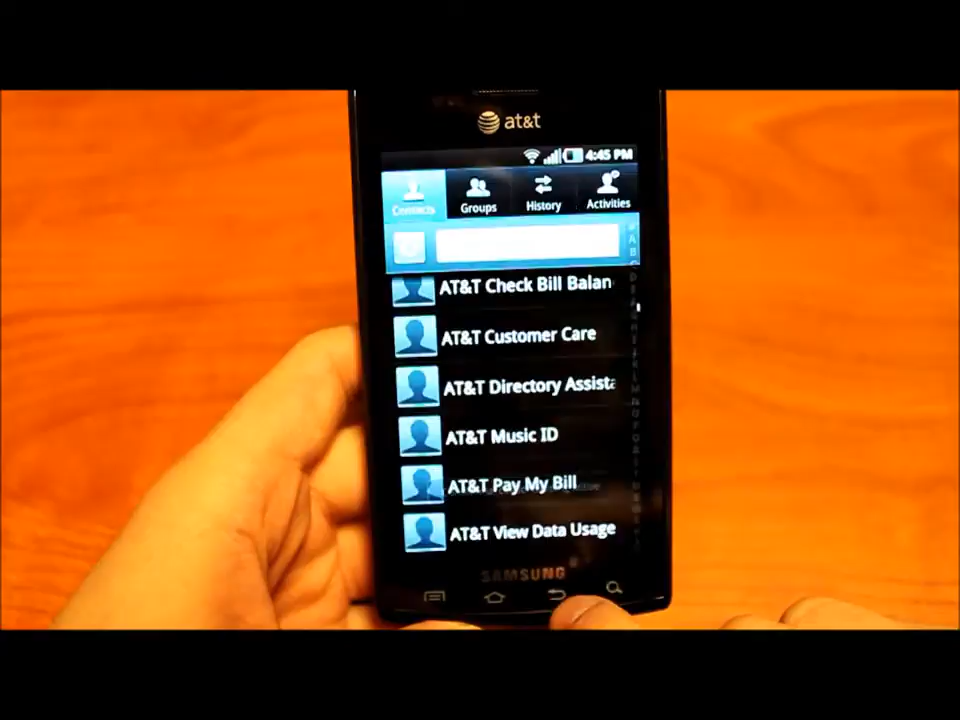 at&t
4:45 PM
Contacts
Groups
History
Activities
AT&T Check Bill Balan
AT&T Customer Care
AT&T Directory Assista
AT&T Music ID
AT&T Pay My Bill
AT&T View Data Usage
SAMSUNG